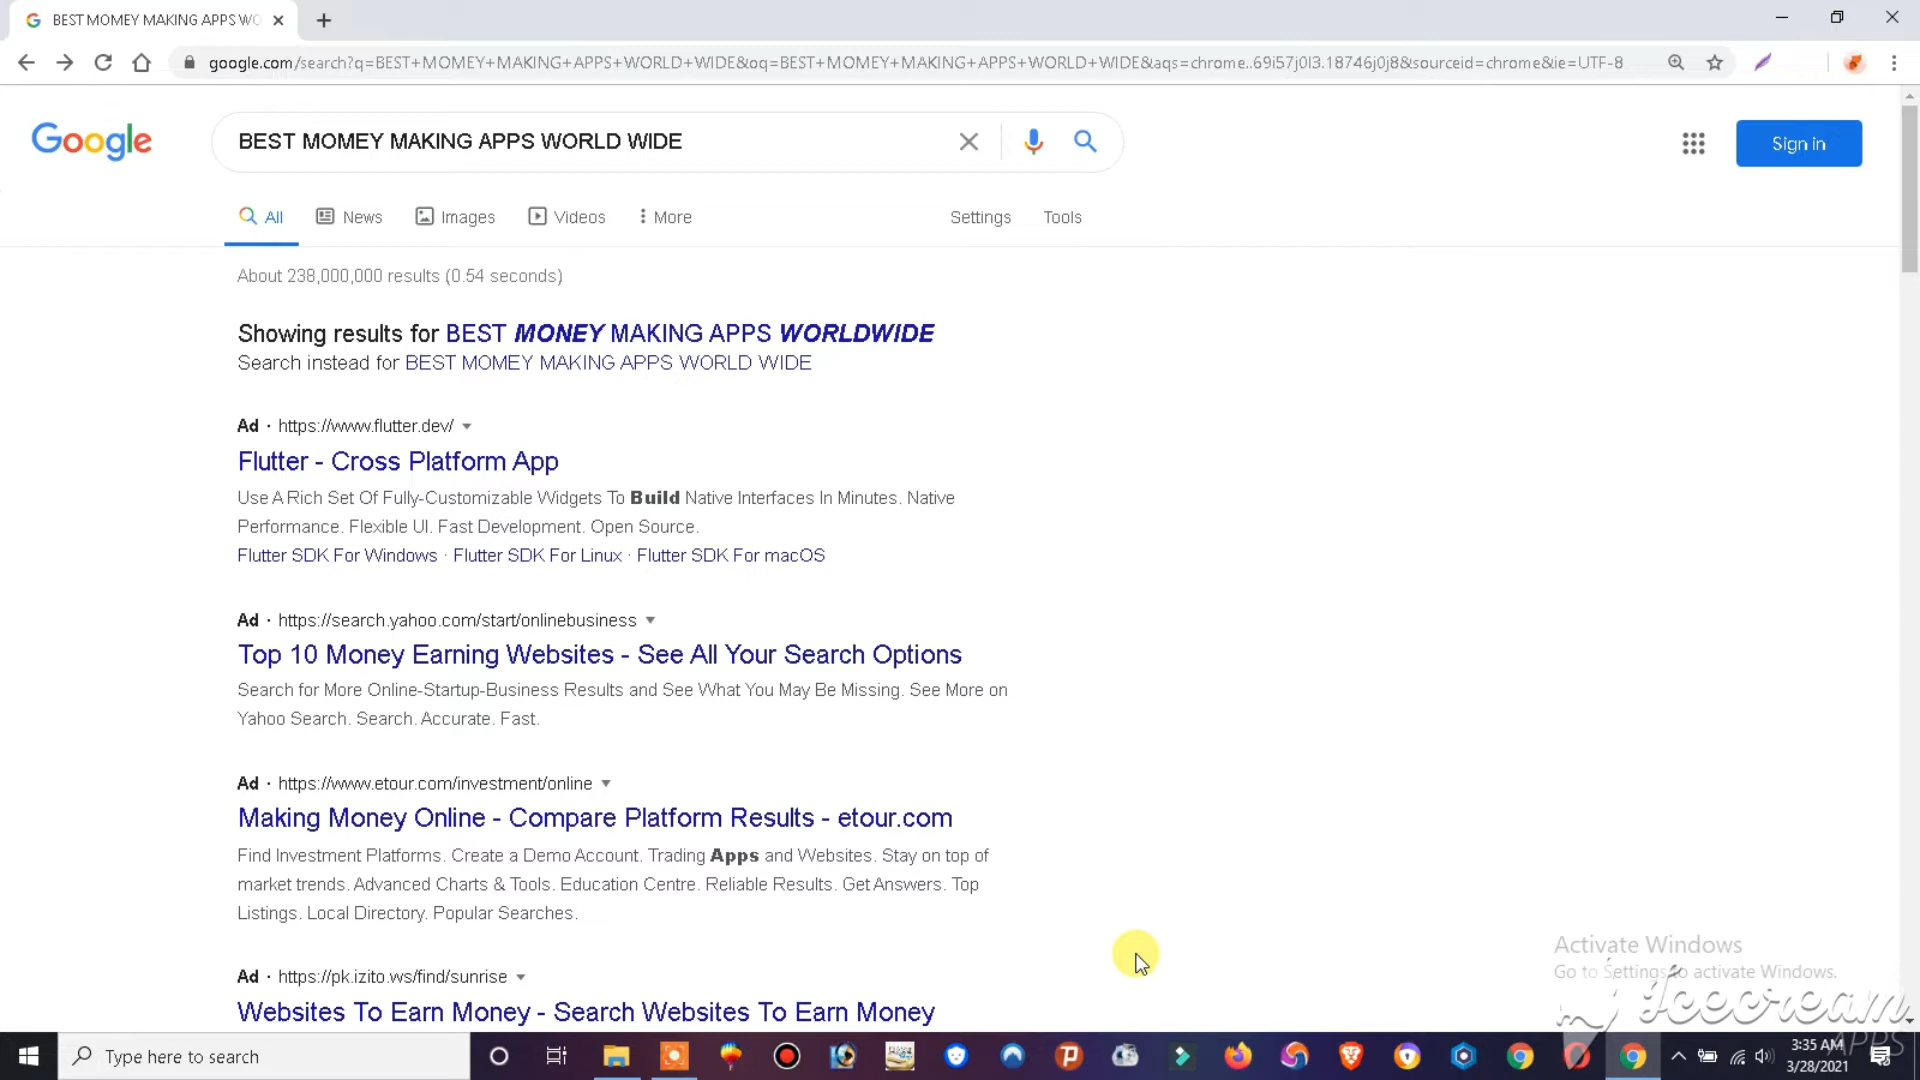 BEST MOMEY MAKING APPS WO
google.com/search?q=BEST+MOMEY+MAKING+APPS+WORLD+WIDE&oq=BEST+MOMEY+MAKING+APPS+WORLD+WIDE&aqs=chrome..69i57j0l3.18746j0j8&sourceid=chrome&ie=UTF-8
Google
BEST MOMEY MAKING APPS WORLD WIDE
Sign in
All News Images Videos More Settings Tools
About 238,000,000 results (0.54 seconds)
Showing results for BEST MONEY MAKING APPS WORLDWIDE
Search instead for BEST MOMEY MAKING APPS WORLD WIDE
Ad · https://www.flutter.dev/
Flutter - Cross Platform App
Use A Rich Set Of Fully-Customizable Widgets To Build Native Interfaces In Minutes. Native
Performance. Flexible UI. Fast Development. Open Source.
Flutter SDK For Windows · Flutter SDK For Linux · Flutter SDK For macOS
Ad · https://search.yahoo.com/start/onlinebusiness
Top 10 Money Earning Websites - See All Your Search Options
Search for More Online-Startup-Business Results and See What You May Be Missing. See More on
Yahoo Search. Search. Accurate. Fast.
Ad · https://www.etour.com/investment/online
Making Money Online - Compare Platform Results - etour.com
Find Investment Platforms. Create a Demo Account. Trading Apps and Websites. Stay on top of
market trends. Advanced Charts & Tools. Education Centre. Reliable Results. Get Answers. Top
Listings. Local Directory. Popular Searches.
Ad · https://pk.izito.ws/find/sunrise
Websites To Earn Money - Search Websites To Earn Money
Activate Windows
Go to Settings to activate Windows.
Icecream
APPS
Type here to search
3:35 AM
3/28/2021